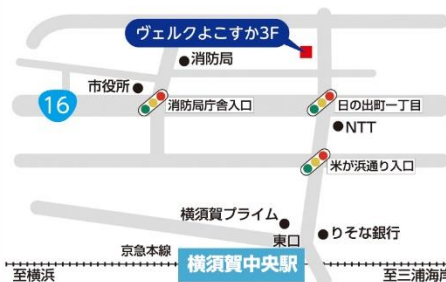 ヴェルクよこすか3F
消防局
市役所
16
消防局庁舎入口
日の出町一丁目
NTT
米が浜通り入口
横須賀プライム
東口
りそな銀行
京急本線
横須賀中央駅
至横浜
至三浦海岸